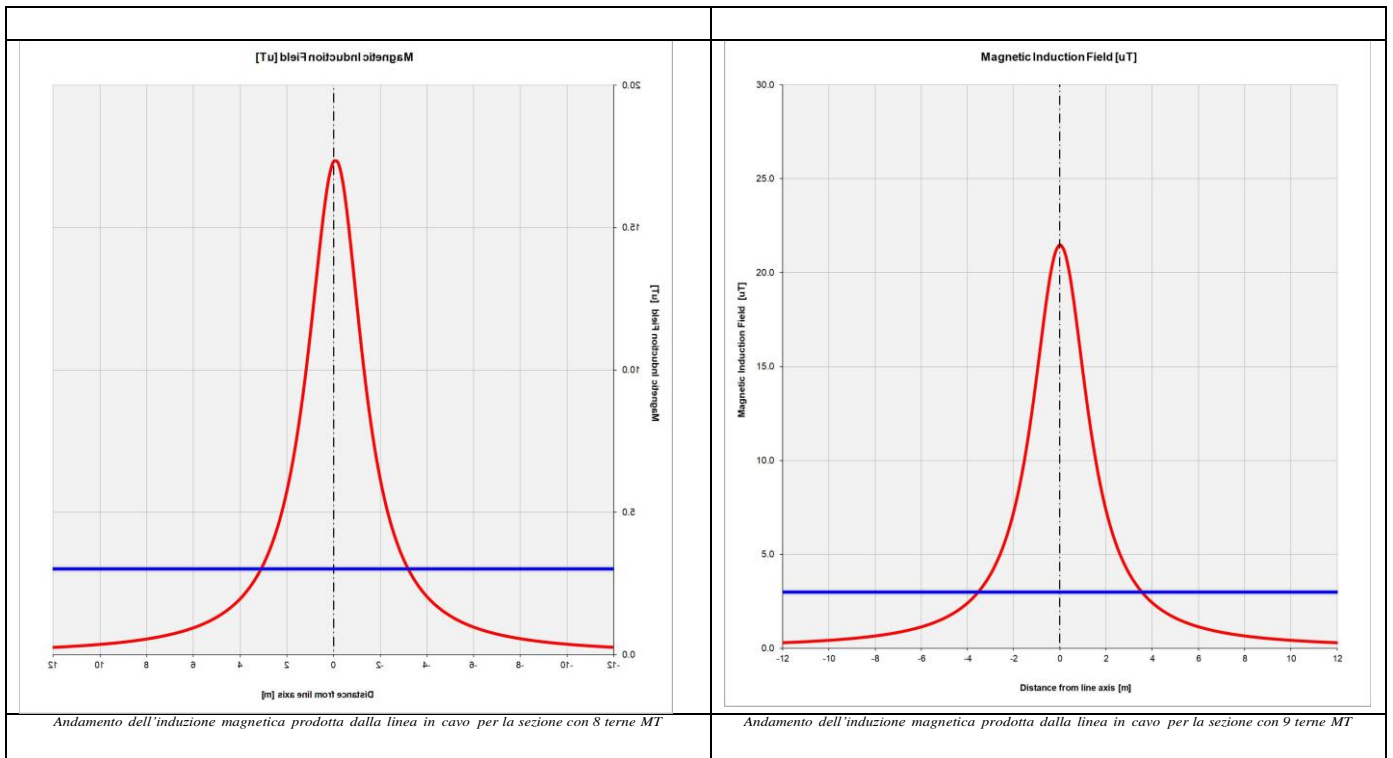 Magnetic Induction Field [uT]
20.0
15.0
10.0
5.0
0.0
Magnetic Induction Field [uT]
12 10 8 6 4 2 0 -2 -4 -6 -8 -10 -12
Distance from line axis [m]
Andamento dell'induzione magnetica prodotta dalla linea in cavo per la sezione con 8 terne MT
Magnetic Induction Field [uT]
30.0
25.0
20.0
15.0
10.0
5.0
0.0
Magnetic Induction Field [uT]
-12 -10 -8 -6 -4 -2 0 2 4 6 8 10 12
Distance from line axis [m]
Andamento dell'induzione magnetica prodotta dalla linea in cavo per la sezione con 9 terne MT